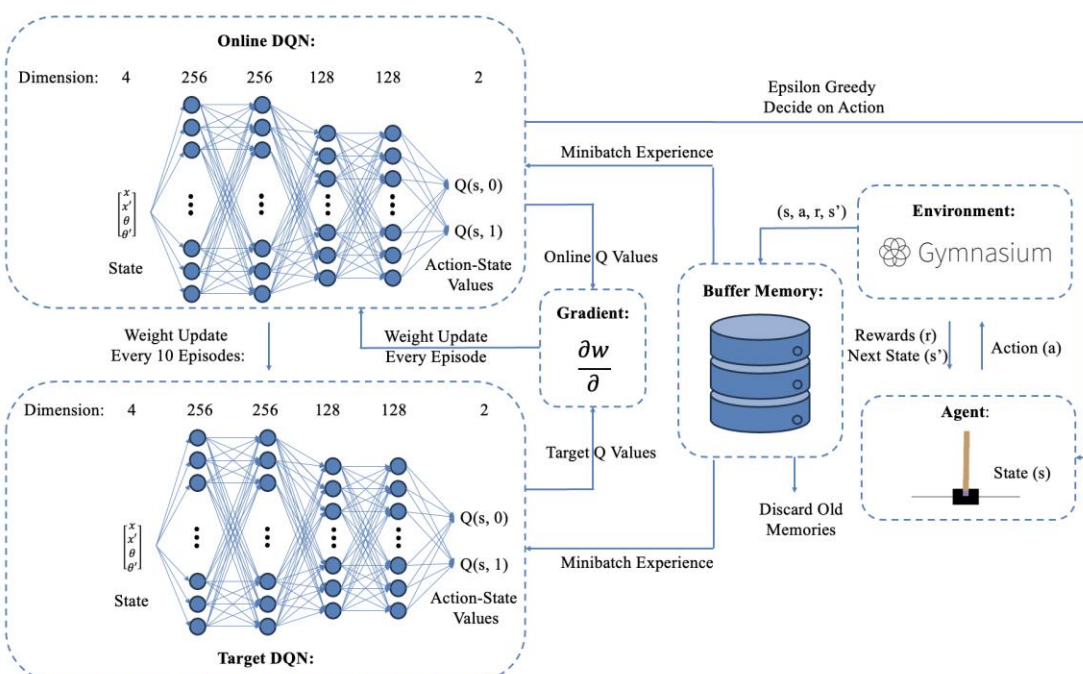 Online DQN:
Dimension: 4 256 256 128 128 2
Epsilon Greedy
Decide on Action
Minibatch Experience
Q(s, 0)
Q(s, 1)
x
x'
θ
θ'
State
Action-State
Values
(s, a, r, s’)
Environment:
Gymnasium
Online Q Values
Buffer Memory:
Gradient:
∂w
∂
Weight Update
Every 10 Episodes:
Weight Update
Every Episode
Rewards (r)
Next State (s’)
Action (a)
Dimension: 4 256 256 128 128 2
Agent:
State (s)
Target Q Values
Discard Old
Memories
Q(s, 0)
Q(s, 1)
x
x'
θ
θ'
Minibatch Experience
State
Action-State
Values
Target DQN: